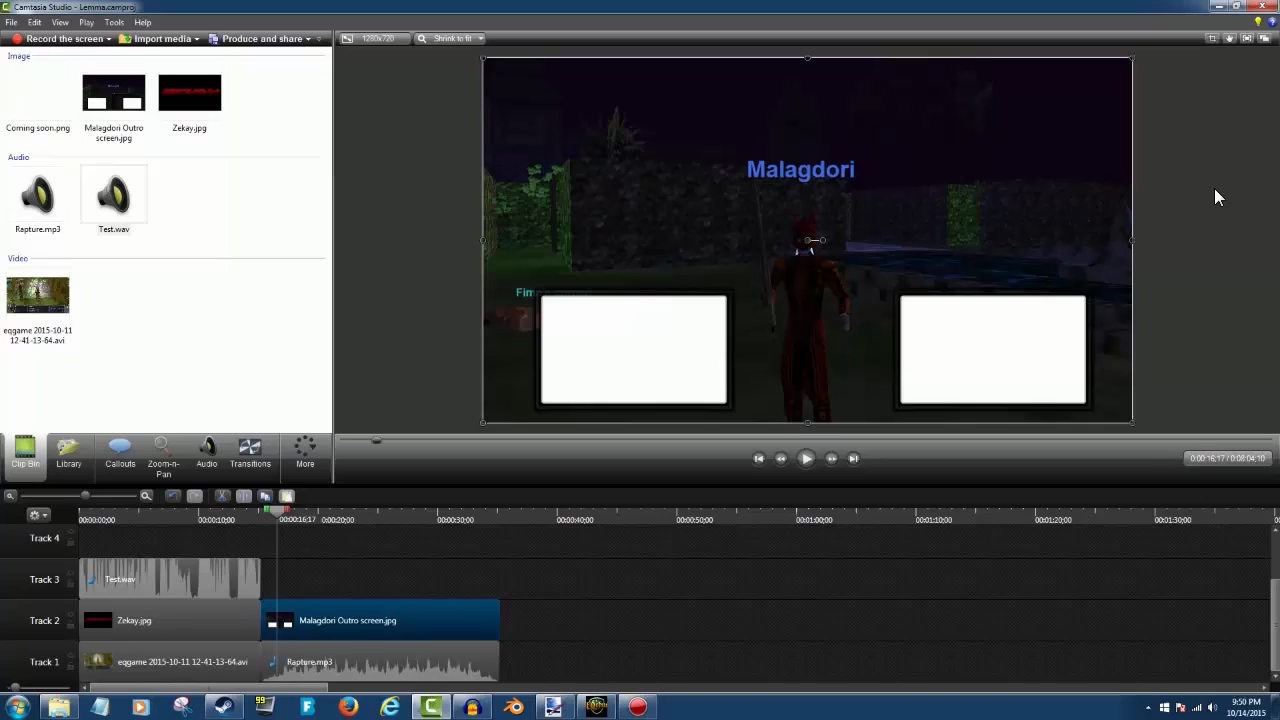 Camtasia Studio - Lemma.camproj
File Edit View Play Tools Help
Record the screen Import media Produce and share
1280x720 Shrink to fit
Image
Coming soon.png
Malagdori Outro screen.jpg
Zekay.jpg
Audio
Rapture.mp3
Test.wav
Video
eqgame 2015-10-11 12-41-13-64.avi
Malagdori
Clip Bin Library Callouts Zoom-n-Pan Audio Transitions More
0:00:16;17 / 0:08:04;10
00:00:00;00 00:00:10;00 00:00:16;17 0:00:20;00 00:00:30;00 00:00:40;00 00:00:50;00 00:01:00;00 00:01:10;00 00:01:20;00 00:01:30;00
Track 4
Track 3 Test.wav
Track 2 Zekay.jpg Malagdori Outro screen.jpg
Track 1 eqgame 2015-10-11 12-41-13-64.avi Rapture.mp3
99
9:50 PM
10/14/2015